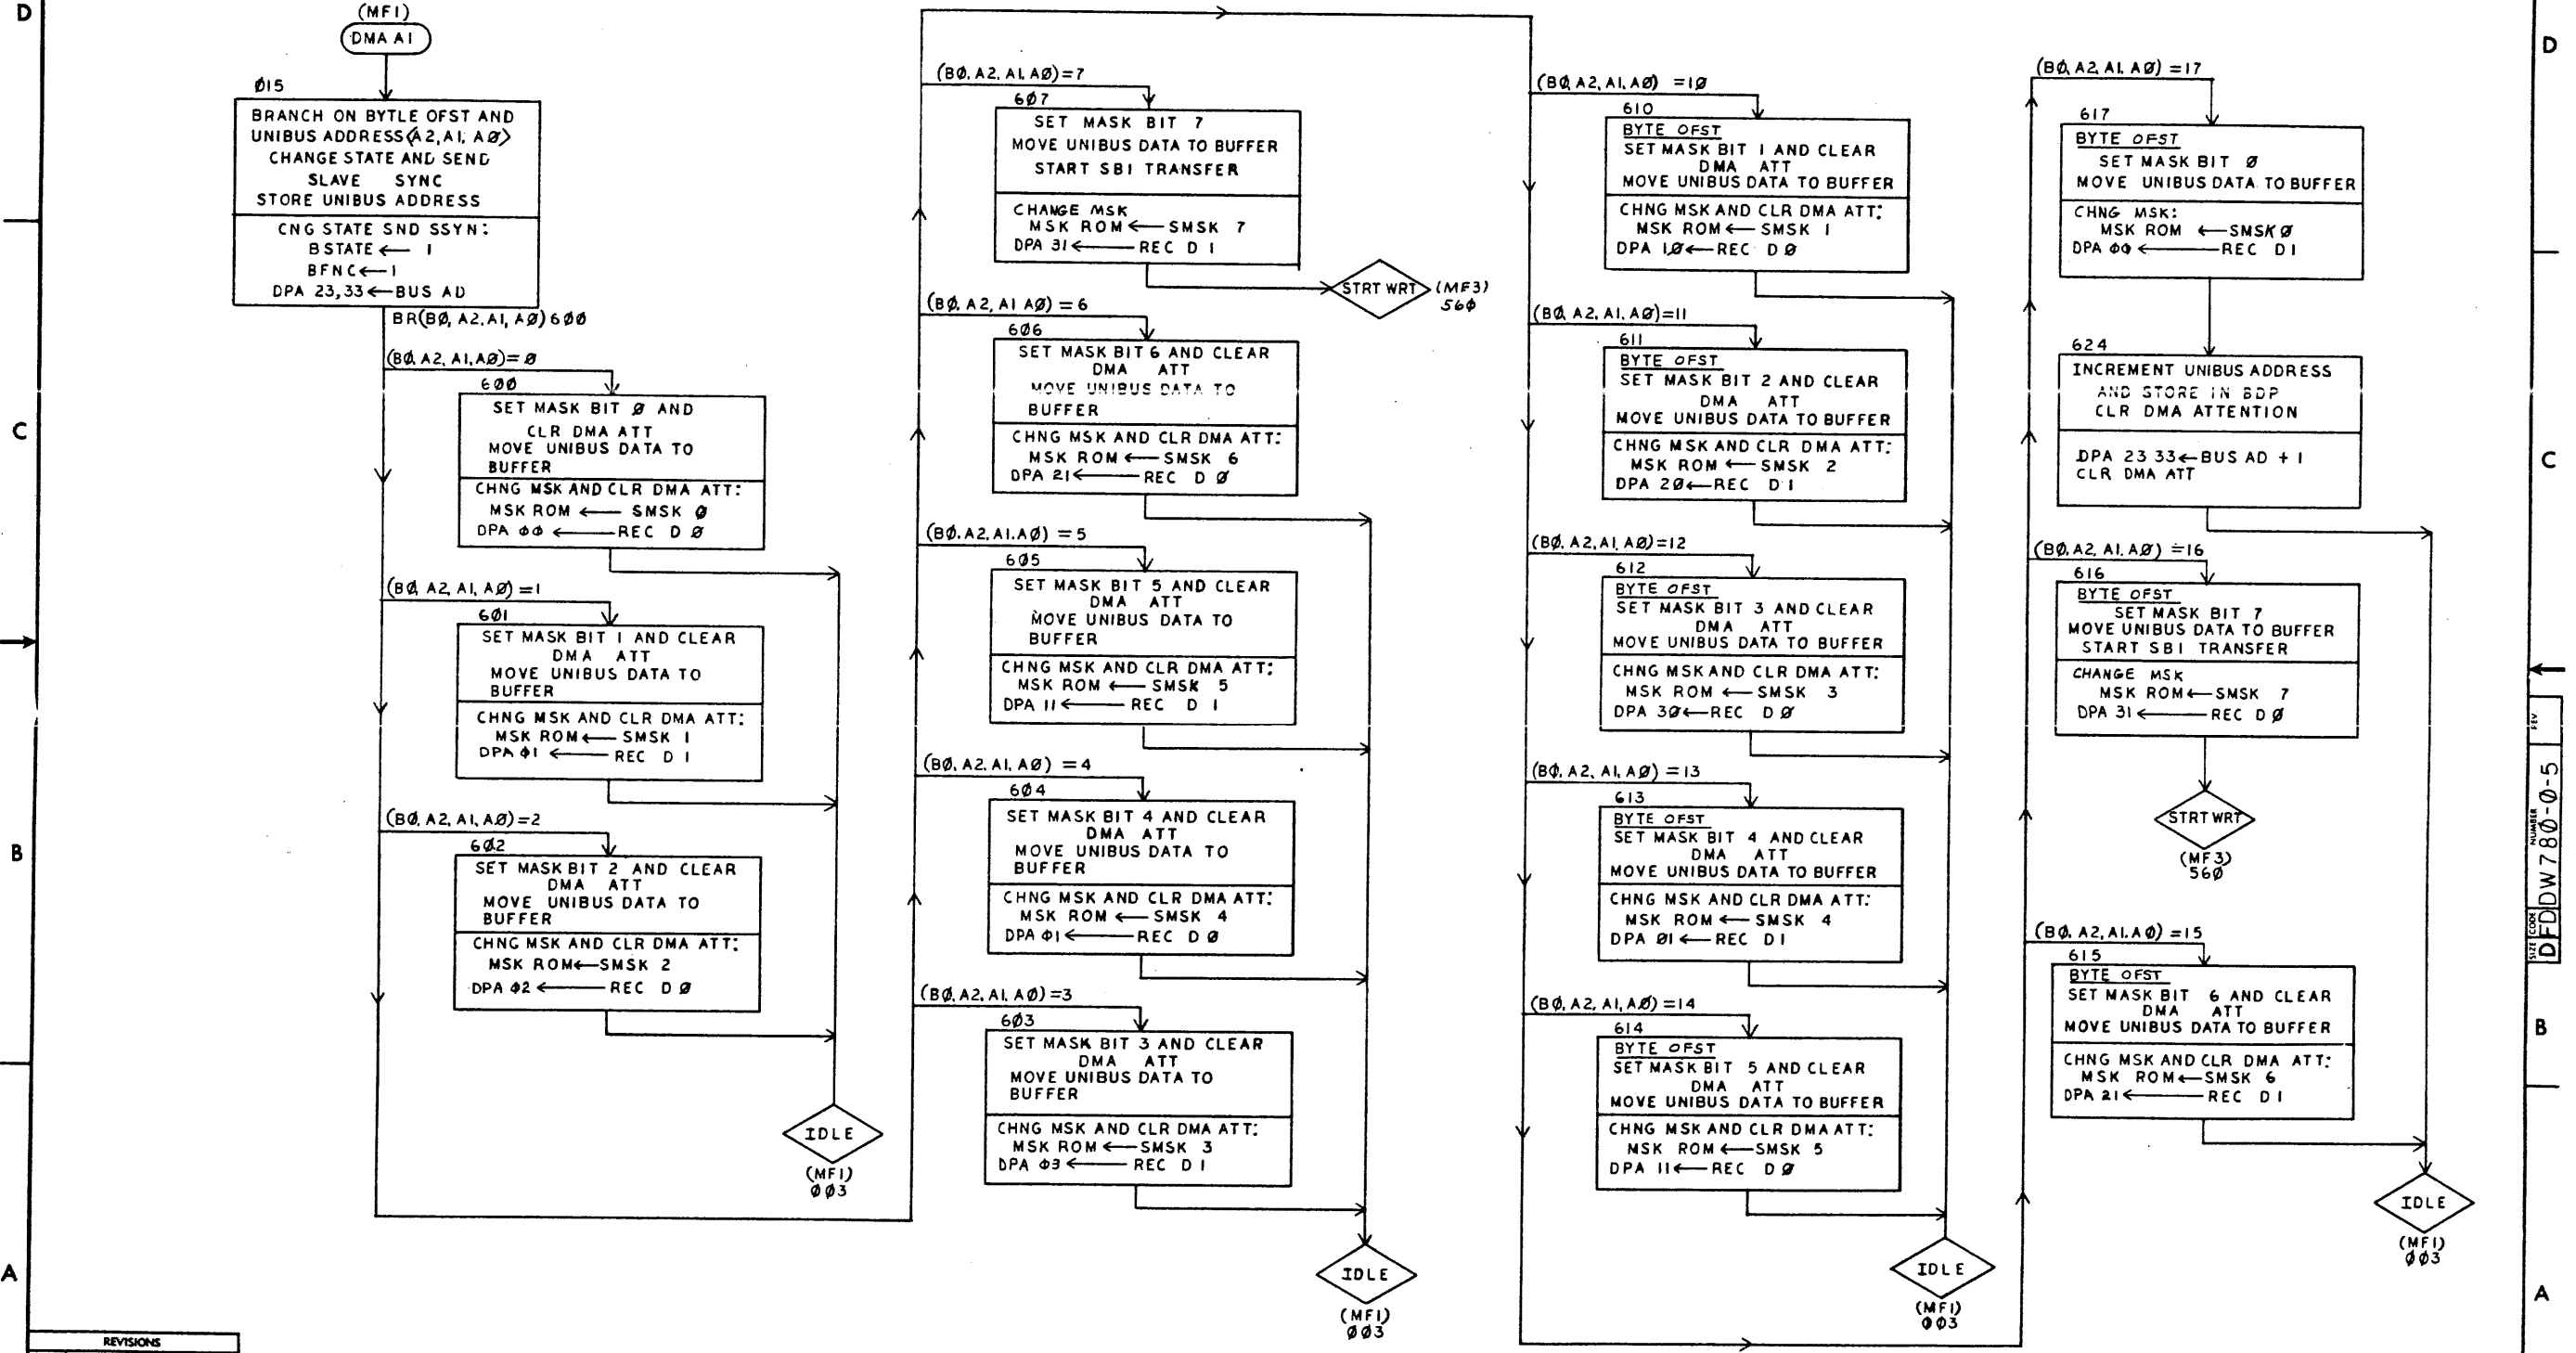 D
(MF1)
DMA A1
Ø15
BRANCH ON BYTLE OFST AND
UNIBUS ADDRESS<A2,A1,AØ>
CHANGE STATE AND SEND
SLAVE SYNC
STORE UNIBUS ADDRESS
CNG STATE SND SSYN:
BSTATE ← 1
BFNC←1
DPA 23,33←BUS AD
BR(BØ, A2, A1, AØ)6ØØ
(BØ, A2, A1, AØ)= Ø
6ØØ
SET MASK BIT Ø AND
CLR DMA ATT
MOVE UNIBUS DATA TO
BUFFER
CHNG MSK AND CLR DMA ATT:
MSK ROM ← SMSK Ø
DPA ØØ ← REC D Ø
(BØ, A2, A1, AØ) =1
6Ø1
SET MASK BIT 1 AND CLEAR
DMA ATT
MOVE UNIBUS DATA TO
BUFFER
CHNG MSK AND CLR DMA ATT:
MSK ROM ← SMSK 1
DPA Ø1 ← REC D 1
(BØ, A2, A1, AØ)=2
6Ø2
SET MASK BIT 2 AND CLEAR
DMA ATT
MOVE UNIBUS DATA TO
BUFFER
CHNG MSK AND CLR DMA ATT:
MSK ROM←SMSK 2
DPA Ø2 ← REC D Ø
IDLE
(MF1)
ØØ3
(BØ, A2, A1, AØ)=7
6Ø7
SET MASK BIT 7
MOVE UNIBUS DATA TO BUFFER
START SBI TRANSFER
CHANGE MSK
MSK ROM ← SMSK 7
DPA 31 ← REC D 1
STRT WRT
(MF3)
56Ø
(BØ, A2, A1 AØ) = 6
6Ø6
SET MASK BIT 6 AND CLEAR
DMA ATT
MOVE UNIBUS DATA TO
BUFFER
CHNG MSK AND CLR DMA ATT:
MSK ROM ← SMSK 6
DPA 21 ← REC D Ø
(BØ. A2, A1. AØ) = 5
6Ø5
SET MASK BIT 5 AND CLEAR
DMA ATT
MOVE UNIBUS DATA TO
BUFFER
CHNG MSK AND CLR DMA ATT:
MSK ROM ← SMSK 5
DPA 11 ← REC D 1
(BØ, A2. A1, AØ) = 4
6Ø4
SET MASK BIT 4 AND CLEAR
DMA ATT
MOVE UNIBUS DATA TO
BUFFER
CHNG MSK AND CLR DMA ATT:
MSK ROM ← SMSK 4
DPA Ø1 ← REC D Ø
(BØ, A2, A1, AØ) =3
6Ø3
SET MASK BIT 3 AND CLEAR
DMA ATT
MOVE UNIBUS DATA TO
BUFFER
CHNG MSK AND CLR DMA ATT:
MSK ROM ←SMSK 3
DPA Ø3 ← REC D 1
IDLE
(MF1)
ØØ3
(BØ, A2, A1, AØ) =1Ø
61Ø
BYTE OFST
SET MASK BIT 1 AND CLEAR
DMA ATT
MOVE UNIBUS DATA TO BUFFER
CHNG MSK AND CLR DMA ATT:
MSK ROM ← SMSK 1
DPA 1Ø← REC D Ø
(BØ, A2, A1, AØ)=11
611
BYTE OFST
SET MASK BIT 2 AND CLEAR
DMA ATT
MOVE UNIBUS DATA TO BUFFER
CHNG MSK AND CLR DMA ATT:
MSK ROM ← SMSK 2
DPA 2Ø←REC D 1
(BØ, A2, A1, AØ)=12
612
BYTE OFST
SET MASK BIT 3 AND CLEAR
DMA ATT
MOVE UNIBUS DATA TO BUFFER
CHNG MSK AND CLR DMA ATT:
MSK ROM ← SMSK 3
DPA 3Ø←REC D Ø
(BØ, A2, A1, AØ) =13
613
BYTE OFST
SET MASK BIT 4 AND CLEAR
DMA ATT
MOVE UNIBUS DATA TO BUFFER
CHNG MSK AND CLR DMA ATT:
MSK ROM ← SMSK 4
DPA Ø1← REC D1
(BØ, A2, A1, AØ) =14
614
BYTE OFST
SET MASK BIT 5 AND CLEAR
DMA ATT
MOVE UNIBUS DATA TO BUFFER
CHNG MSK AND CLR DMA ATT:
MSK ROM ←SMSK 5
DPA 11← REC D Ø
IDLE
(MF1)
ØØ3
(BØ, A2, A1, AØ) =17
617
BYTE OFST
SET MASK BIT Ø
MOVE UNIBUS DATA TO BUFFER
CHNG MSK:
MSK ROM ←SMSKØ
DPA ØØ← REC D1
624
INCREMENT UNIBUS ADDRESS
AND STORE IN BDP
CLR DMA ATTENTION
DPA 23 33←BUS AD + 1
CLR DMA ATT
(BØ, A2, A1, AØ) =16
616
BYTE OFST
SET MASK BIT 7
MOVE UNIBUS DATA TO BUFFER
START SBI TRANSFER
CHANGE MSK
MSK ROM← SMSK 7
DPA 31← REC D Ø
STRT WRT
(MF3)
56Ø
(BØ, A2, A1. AØ) =15
615
BYTE OFST
SET MASK BIT 6 AND CLEAR
DMA ATT
MOVE UNIBUS DATA TO BUFFER
CHNG MSK AND CLR DMA ATT:
MSK ROM←SMSK 6
DPA 21← REC D1
IDLE
(MF1)
ØØ3
D
C
C
B
B
A
A
SIZE CODE NUMBER REV
D FD DW780-0-5
REVISIONS